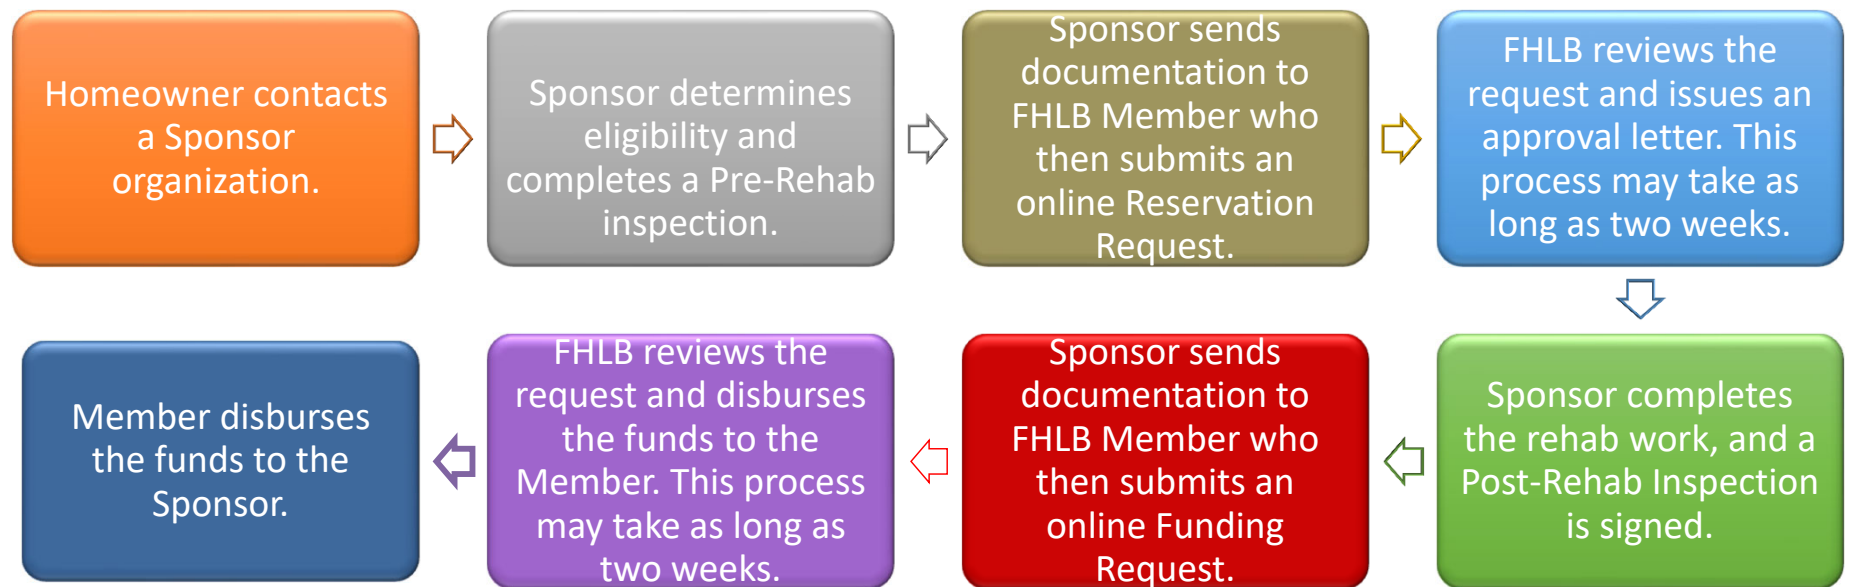 Homeowner contacts
a Sponsor
organization.
Sponsor determines
eligibility and
completes a Pre-Rehab
inspection.
Sponsor sends
documentation to
FHLB Member who
then submits an
online Reservation
Request.
FHLB reviews the
request and issues an
approval letter. This
process may take as
long as two weeks.
Sponsor completes
the rehab work, and a
Post-Rehab Inspection
is signed.
Sponsor sends
documentation to
FHLB Member who
then submits an
online Funding
Request.
FHLB reviews the
request and disburses
the funds to the
Member. This process
may take as long as
two weeks.
Member disburses
the funds to the
Sponsor.